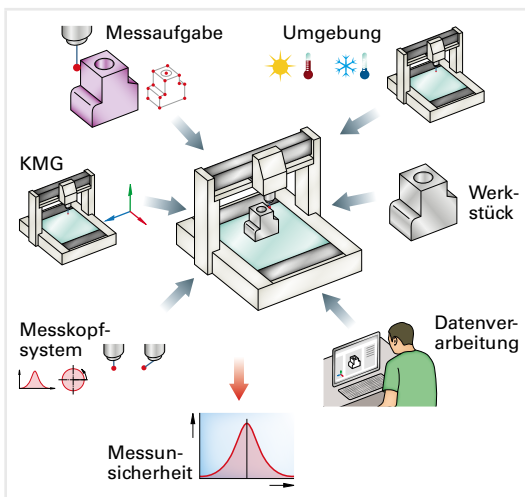 Messaufgabe
Umgebung
KMG
Werk-
stück
Messkopf-
system
Datenver-
arbeitung
Messun-
sicherheit